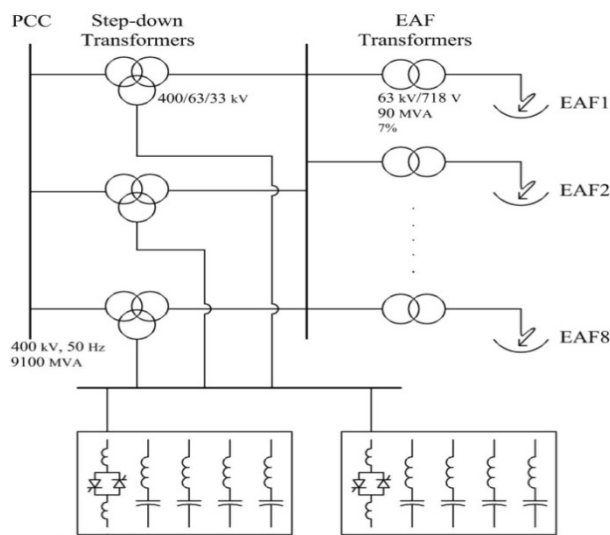 PCC
Step-down
Transformers
EAF
Transformers
400/63/33 kV
63 kV/718 V
90 MVA
7%
EAF1
EAF2
EAF8
400 kV, 50 Hz
9100 MVA